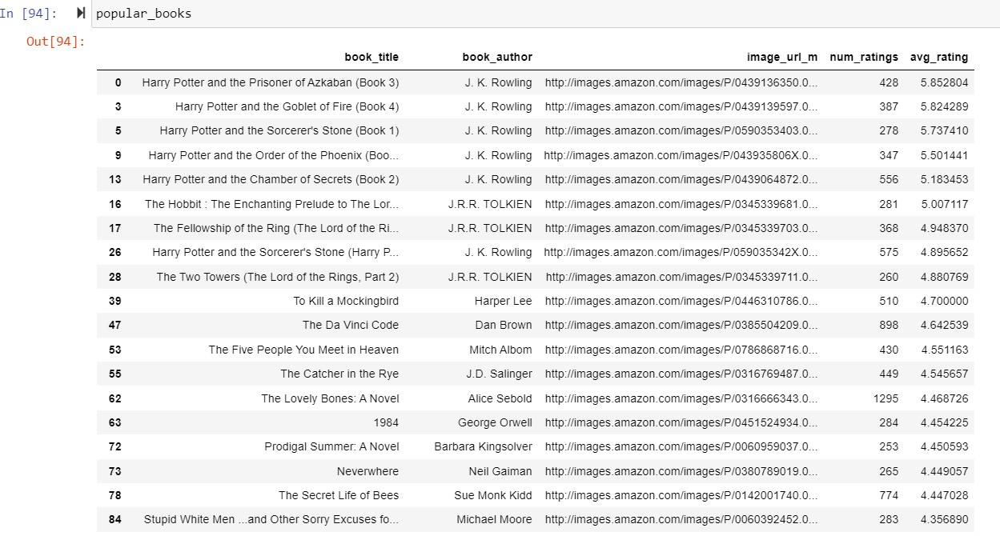 In [94]: popular_books
Out[94]:
book_title book_author image_url_m num_ratings avg_rating
0 Harry Potter and the Prisoner of Azkaban (Book 3) J. K. Rowling http://images.amazon.com/images/P/0439136350.0... 428 5.852804
3 Harry Potter and the Goblet of Fire (Book 4) J. K. Rowling http://images.amazon.com/images/P/0439139597.0... 387 5.824289
5 Harry Potter and the Sorcerer's Stone (Book 1) J. K. Rowling http://images.amazon.com/images/P/0590353403.0... 278 5.737410
9 Harry Potter and the Order of the Phoenix (Boo... J. K. Rowling http://images.amazon.com/images/P/043935806X.0... 347 5.501441
13 Harry Potter and the Chamber of Secrets (Book 2) J. K. Rowling http://images.amazon.com/images/P/0439064872.0... 556 5.183453
16 The Hobbit : The Enchanting Prelude to The Lor... J.R.R. TOLKIEN http://images.amazon.com/images/P/0345339681.0... 281 5.007117
17 The Fellowship of the Ring (The Lord of the Ri... J.R.R. TOLKIEN http://images.amazon.com/images/P/0345339703.0... 368 4.948370
26 Harry Potter and the Sorcerer's Stone (Harry P... J. K. Rowling http://images.amazon.com/images/P/059035342X.0... 575 4.895652
28 The Two Towers (The Lord of the Rings, Part 2) J.R.R. TOLKIEN http://images.amazon.com/images/P/0345339711.0... 260 4.880769
39 To Kill a Mockingbird Harper Lee http://images.amazon.com/images/P/0446310786.0... 510 4.700000
47 The Da Vinci Code Dan Brown http://images.amazon.com/images/P/0385504209.0... 898 4.642539
53 The Five People You Meet in Heaven Mitch Albom http://images.amazon.com/images/P/0786868716.0... 430 4.551163
55 The Catcher in the Rye J.D. Salinger http://images.amazon.com/images/P/0316769487.0... 449 4.545657
62 The Lovely Bones: A Novel Alice Sebold http://images.amazon.com/images/P/0316666343.0... 1295 4.468726
63 1984 George Orwell http://images.amazon.com/images/P/0451524934.0... 284 4.454225
72 Prodigal Summer: A Novel Barbara Kingsolver http://images.amazon.com/images/P/0060959037.0... 253 4.450593
73 Neverwhere Neil Gaiman http://images.amazon.com/images/P/0380789019.0... 265 4.449057
78 The Secret Life of Bees Sue Monk Kidd http://images.amazon.com/images/P/0142001740.0... 774 4.447028
84 Stupid White Men ...and Other Sorry Excuses fo... Michael Moore http://images.amazon.com/images/P/0060392452.0... 283 4.356890